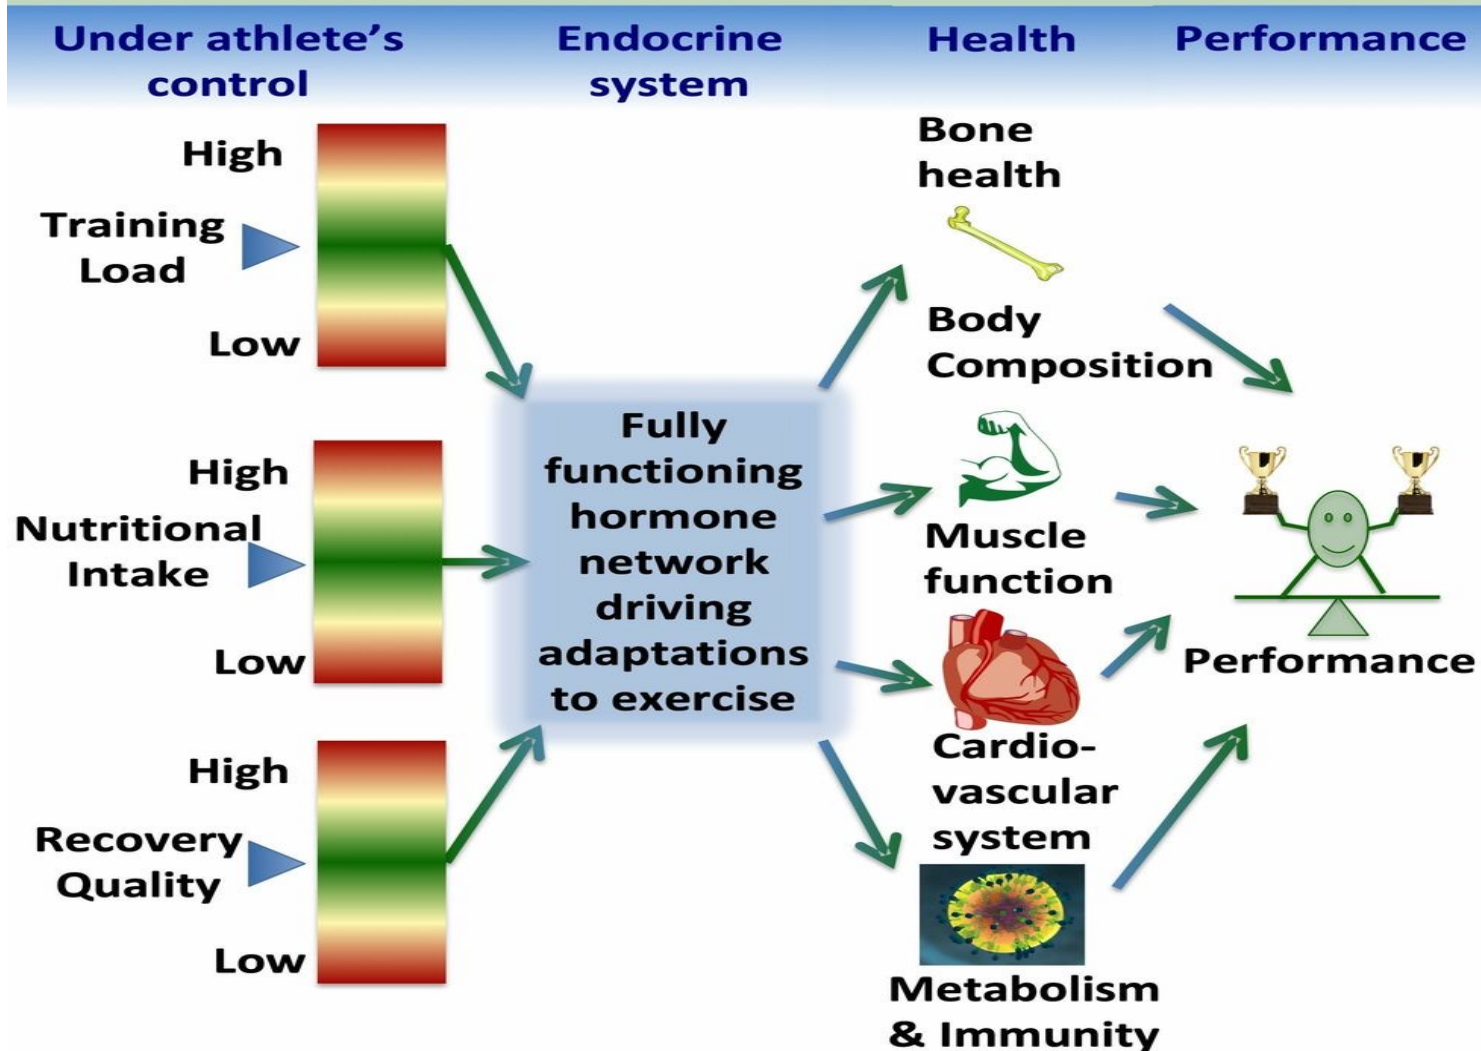 Under athlete's
control
Endocrine
system
Health
Performance
High
Training
Load
Low
High
Nutritional
Intake
Low
High
Recovery
Quality
Low
Fully
functioning
hormone
network
driving
adaptations
to exercise
Bone
health
Body
Composition
Muscle
function
Cardio-
vascular
system
Metabolism
& Immunity
Performance